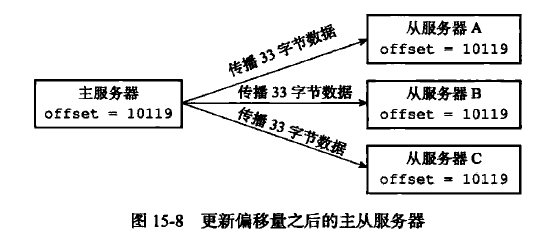 主服务器
offset = 10119
传播 33 字节数据
传播 33 字节数据
传播 33 字节数据
从服务器 A
offset = 10119
从服务器 B
offset = 10119
从服务器 C
offset = 10119
图 15-8 更新偏移量之后的主从服务器